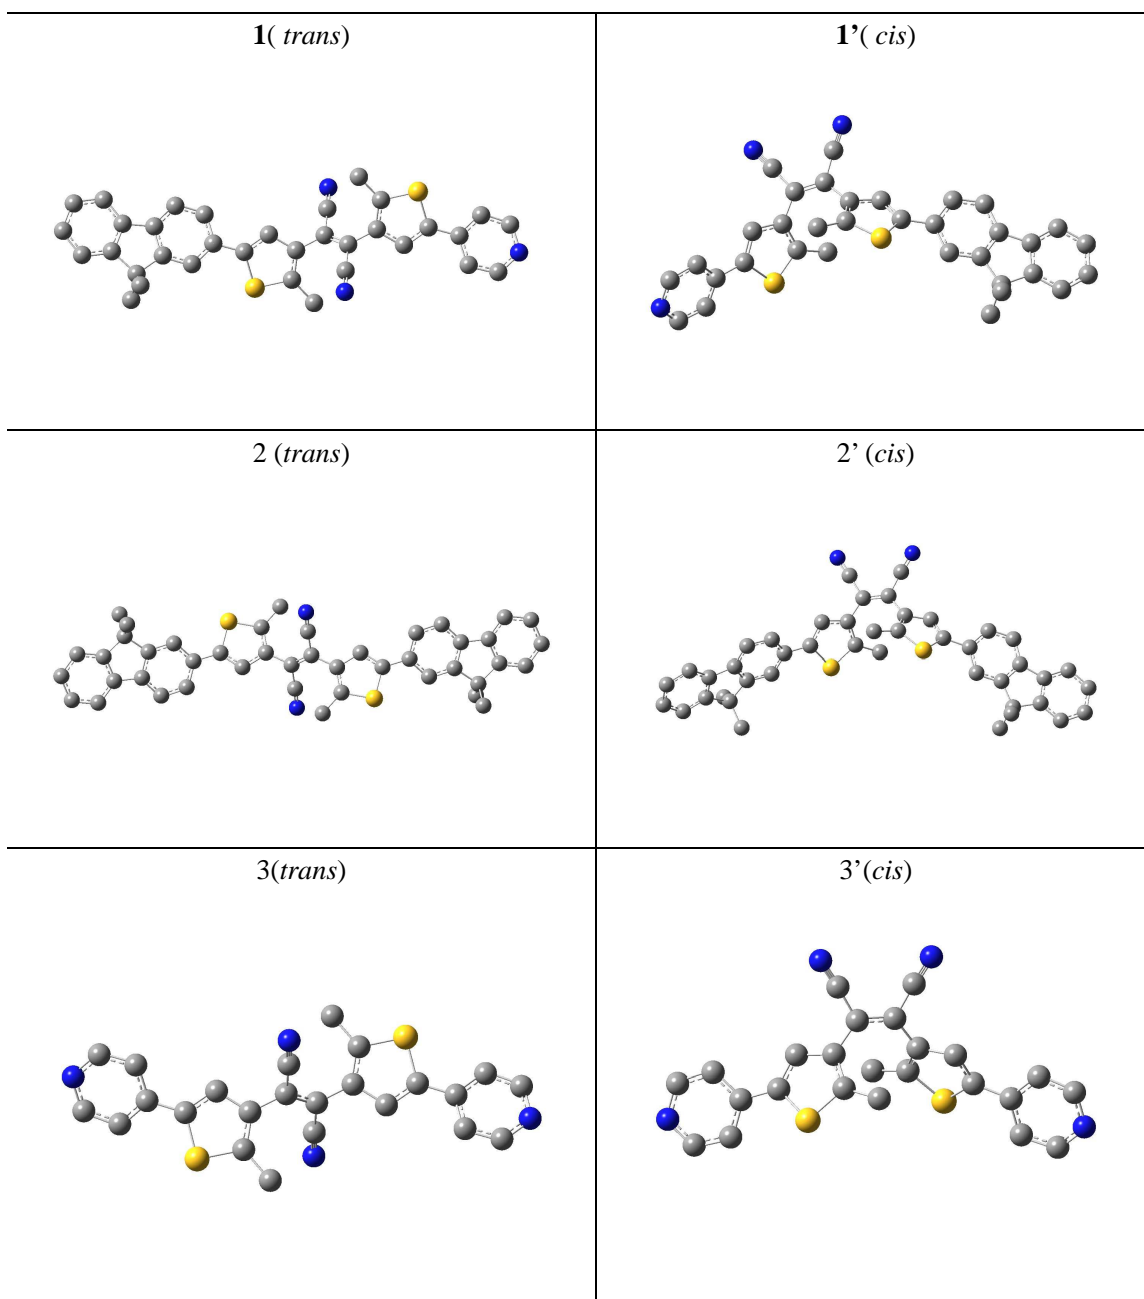 1( trans)
1’( cis)
2 (trans)
2’ (cis)
3(trans)
3’(cis)